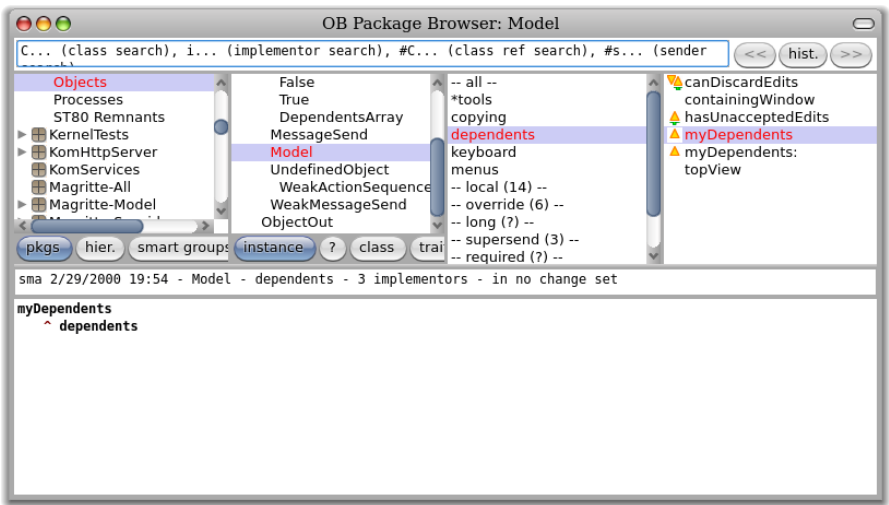 OB Package Browser: Model
C... (class search), i... (implementor search), #C... (class ref search), #s... (sender
<< hist. >>
Objects
Processes
ST80 Remnants
KernelTests
KomHttpServer
KomServices
Magritte-All
Magritte-Model
False
True
DependentsArray
MessageSend
Model
UndefinedObject
WeakActionSequence
WeakMessageSend
ObjectOut
-- all --
*tools
copying
dependents
keyboard
menus
-- local (14) --
-- override (6) --
-- long (?) --
-- supersend (3) --
-- required (?) --
canDiscardEdits
containingWindow
hasUnacceptedEdits
myDependents
myDependents:
topView
pkgs hier. smart groups instance ? class trai
sma 2/29/2000 19:54 - Model - dependents - 3 implementors - in no change set
myDependents
^ dependents